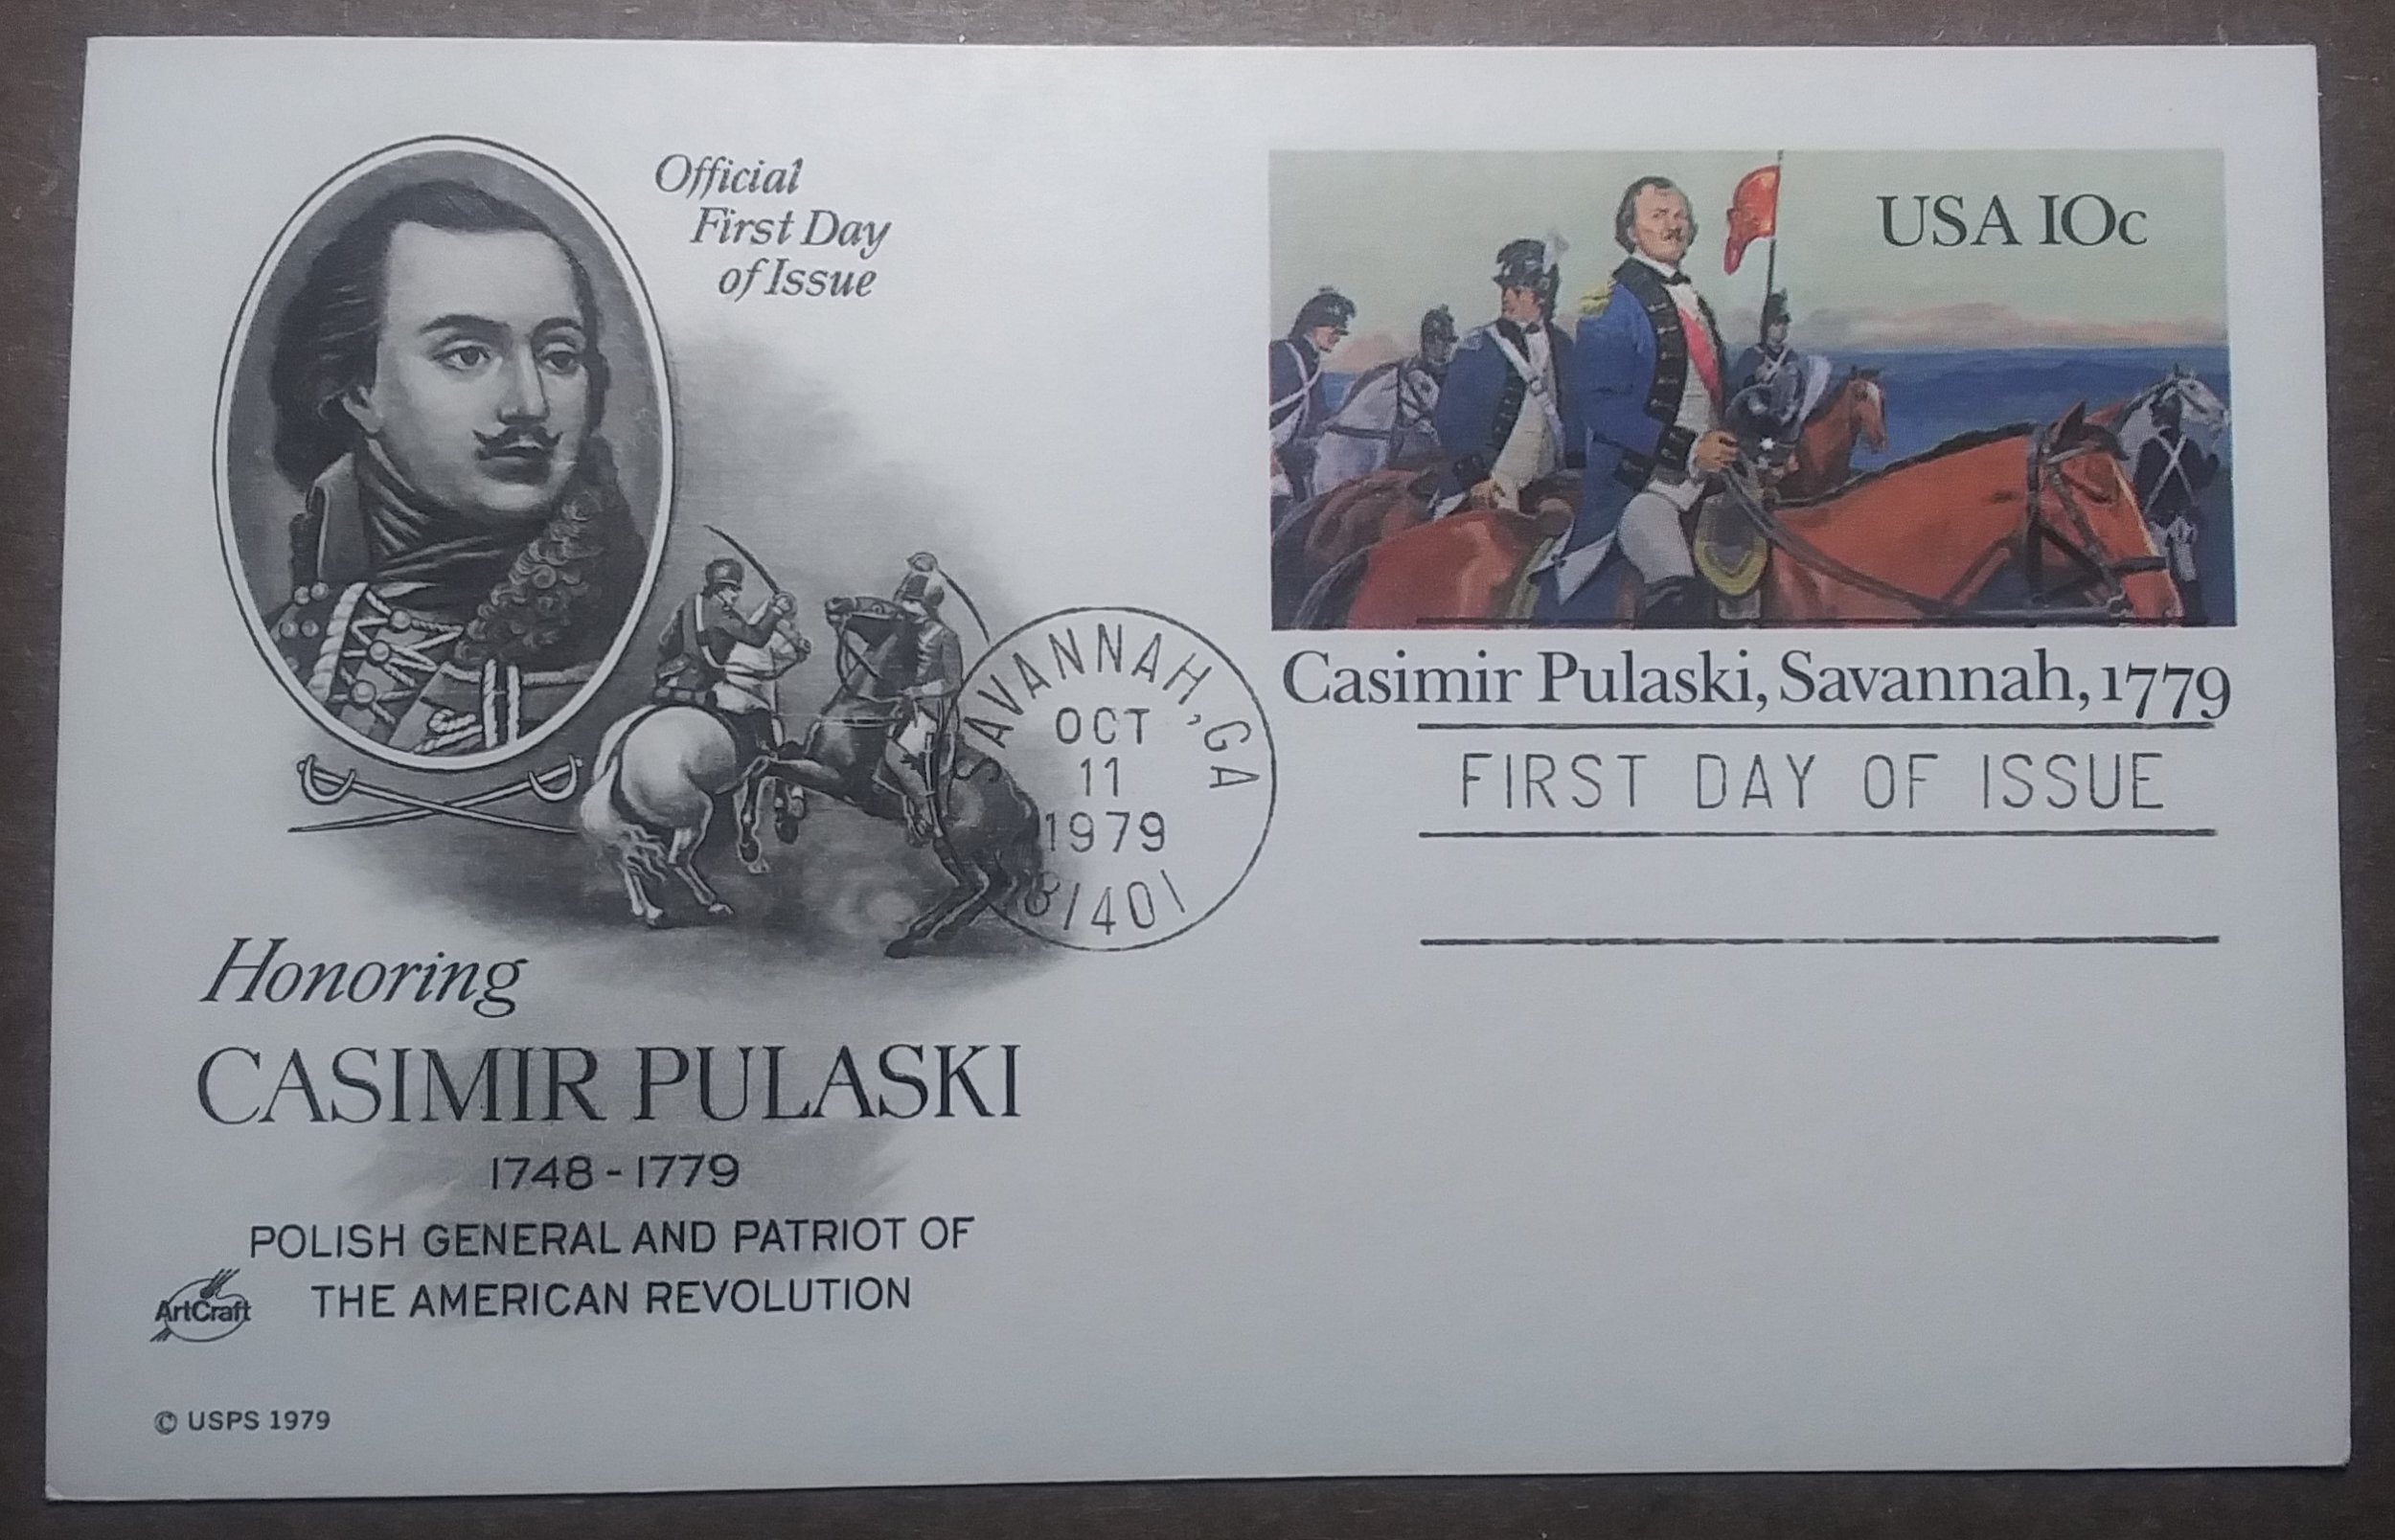 Official
First Day
of Issue
USA 10c
Casimir Pulaski, Savannah, 1779
SAVANNAH, GA
OCT
11
1979
31401
FIRST DAY OF ISSUE
Honoring
CASIMIR PULASKI
1748 - 1779
POLISH GENERAL AND PATRIOT OF
THE AMERICAN REVOLUTION
ArtCraft
© USPS 1979